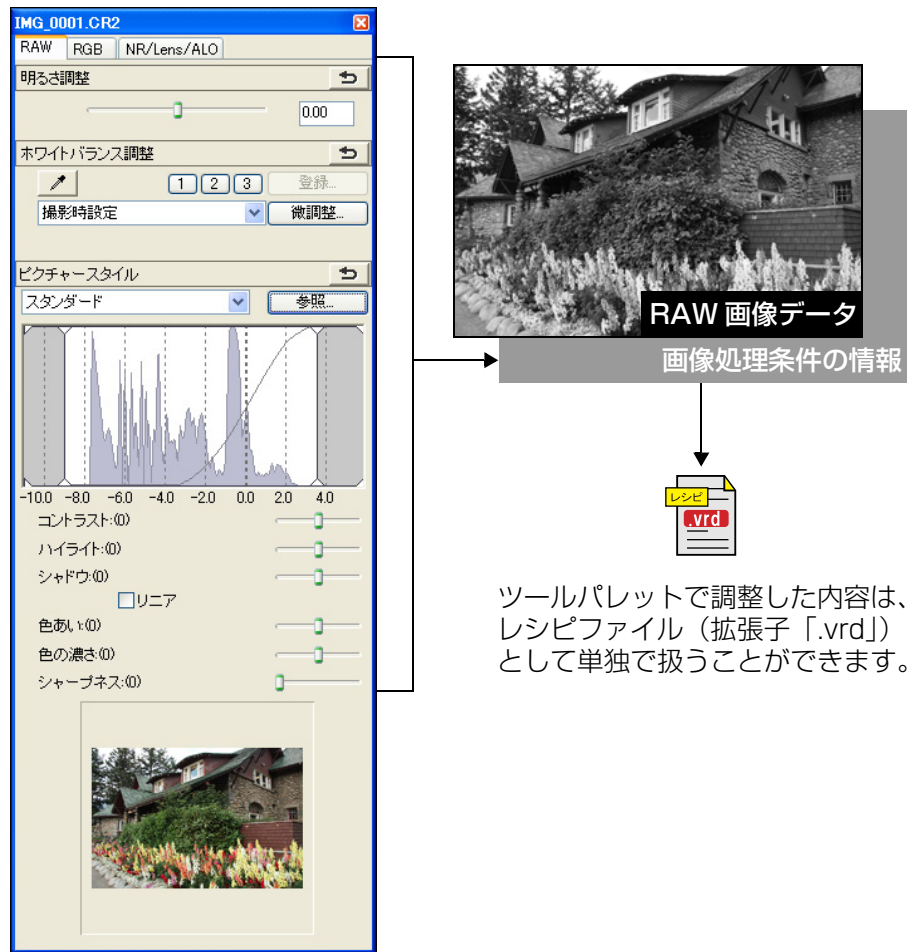 IMG_0001.CR2
RAW RGB NR/Lens/ALO
明るさ調整
0.00
ホワイトバランス調整
1 2 3 登録...
撮影時設定 微調整...
ピクチャースタイル
スタンダード 参照...
-10.0 -8.0 -6.0 -4.0 -2.0 0.0 2.0 4.0
コントラスト:(0)
ハイライト:(0)
シャドウ:(0)
リニア
色あい:(0)
色の濃さ:(0)
シャープネス:(0)
RAW 画像データ
画像処理条件の情報
レシピ
.vrd
ツールパレットで調整した内容は、
レシピファイル（拡張子「.vrd」）
として単独で扱うことができます。